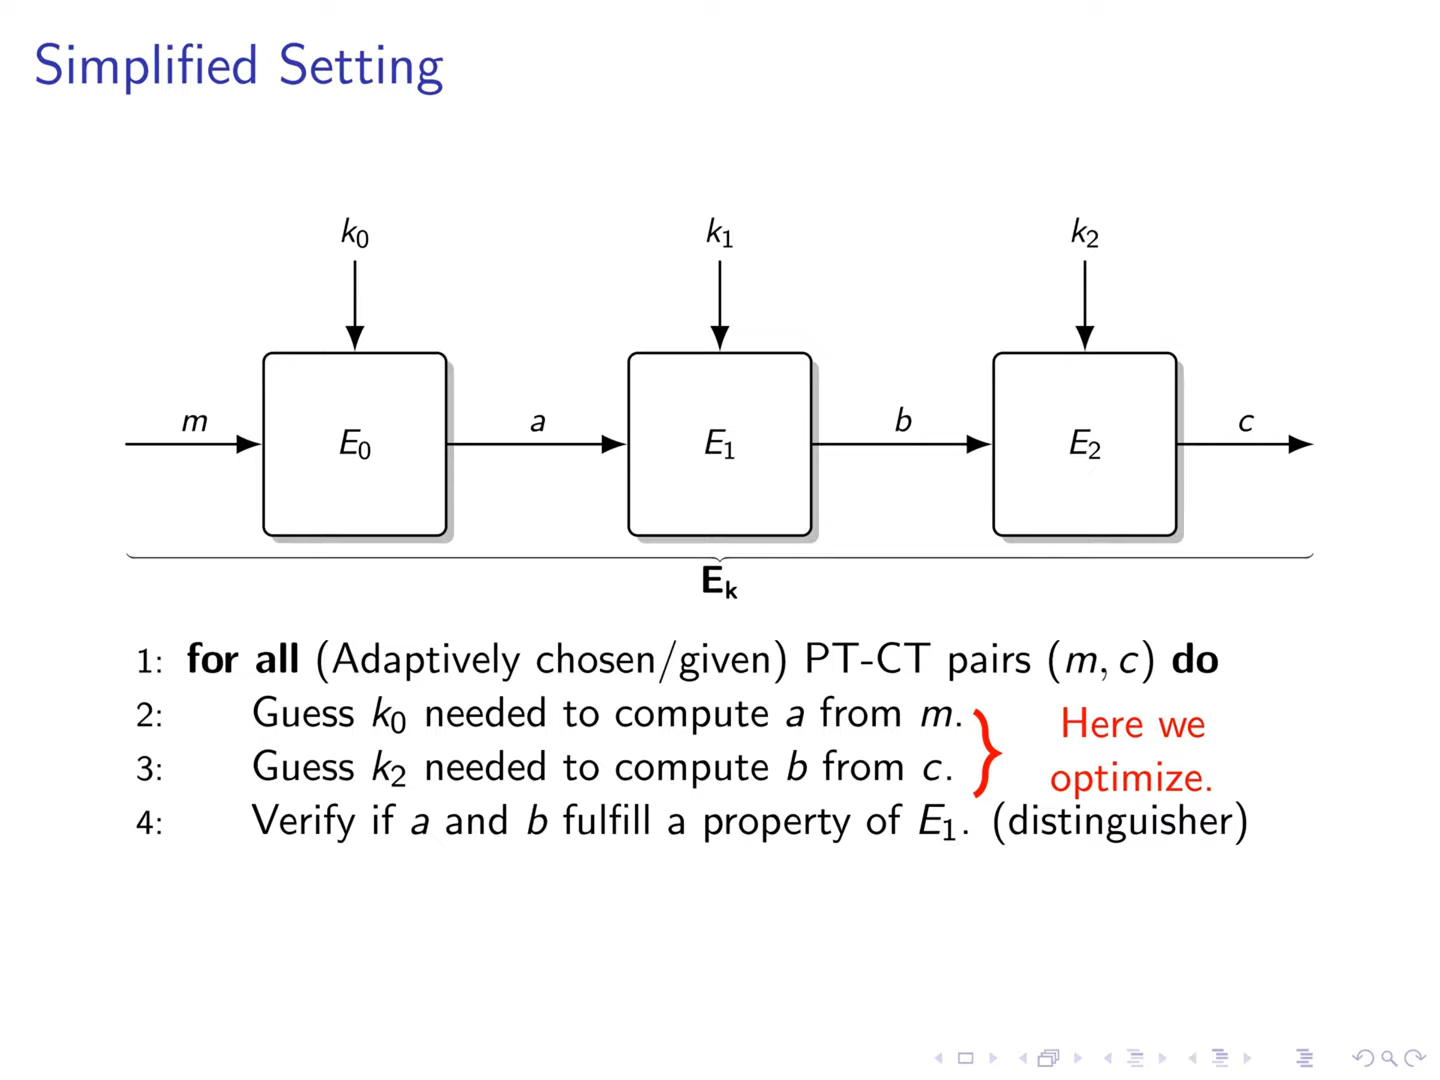 Simplified Setting
k0 k1 k2
m E0 a E1 b E2 c
Ek
1: for all (Adaptively chosen/given) PT-CT pairs (m, c) do
2: Guess k0 needed to compute a from m.
3: Guess k2 needed to compute b from c.
Here we
optimize.
4: Verify if a and b fulfill a property of E1. (distinguisher)